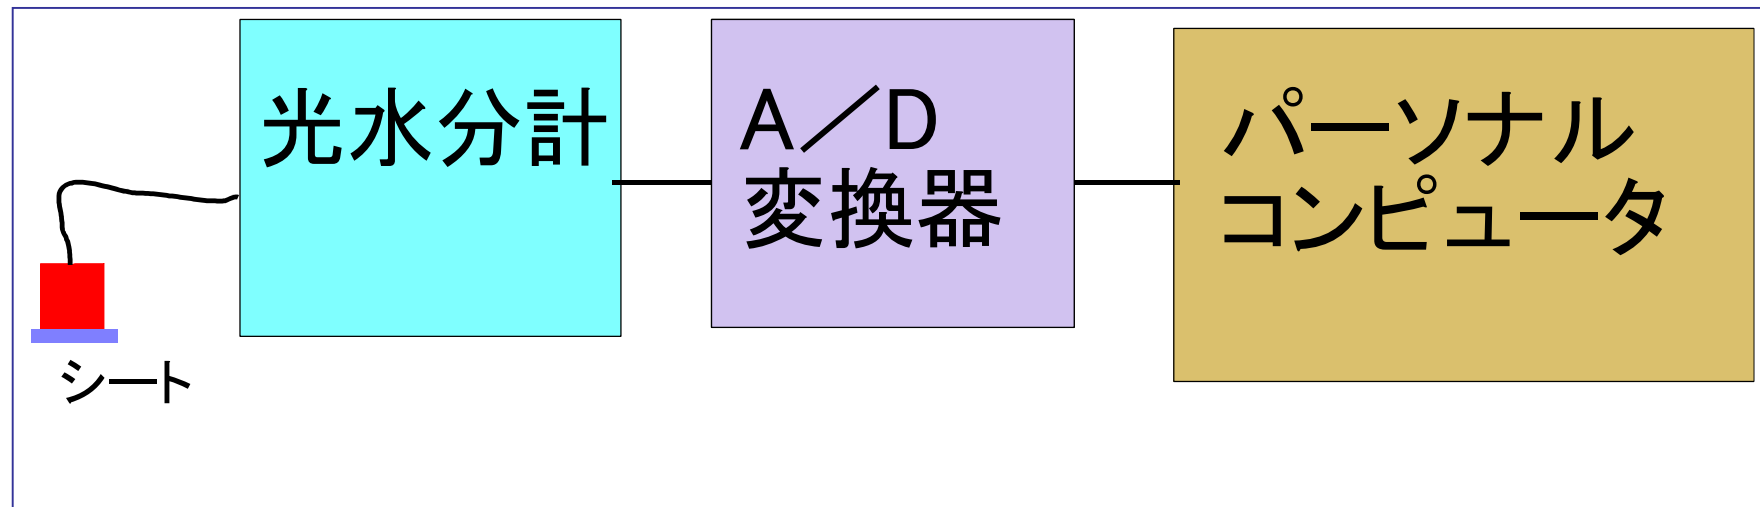 光水分計
A／D
変換器
パーソナル
コンピュータ
シート